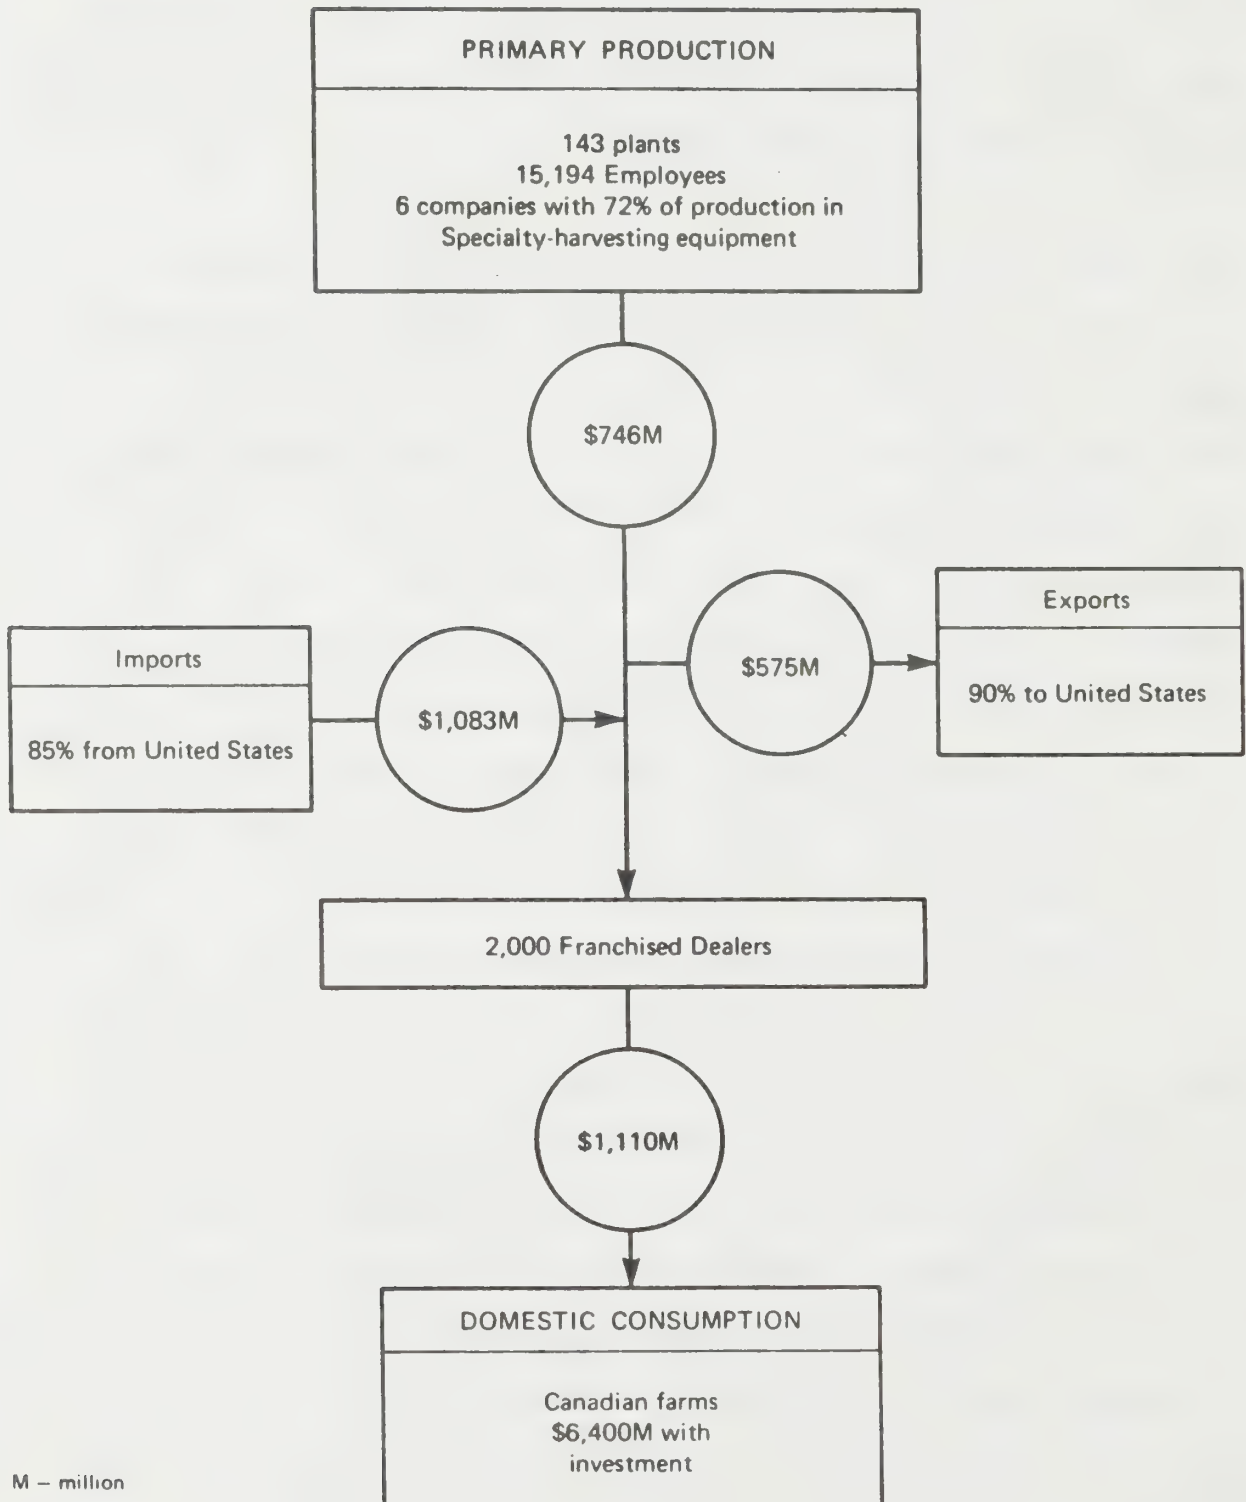 PRIMARY PRODUCTION
143 plants
15,194 Employees
6 companies with 72% of production in
Specialty-harvesting equipment
$746M
Exports
$575M
90% to United States
Imports
$1,083M
85% from United States
2,000 Franchised Dealers
$1,110M
DOMESTIC CONSUMPTION
Canadian farms
$6,400M with
investment
M – million